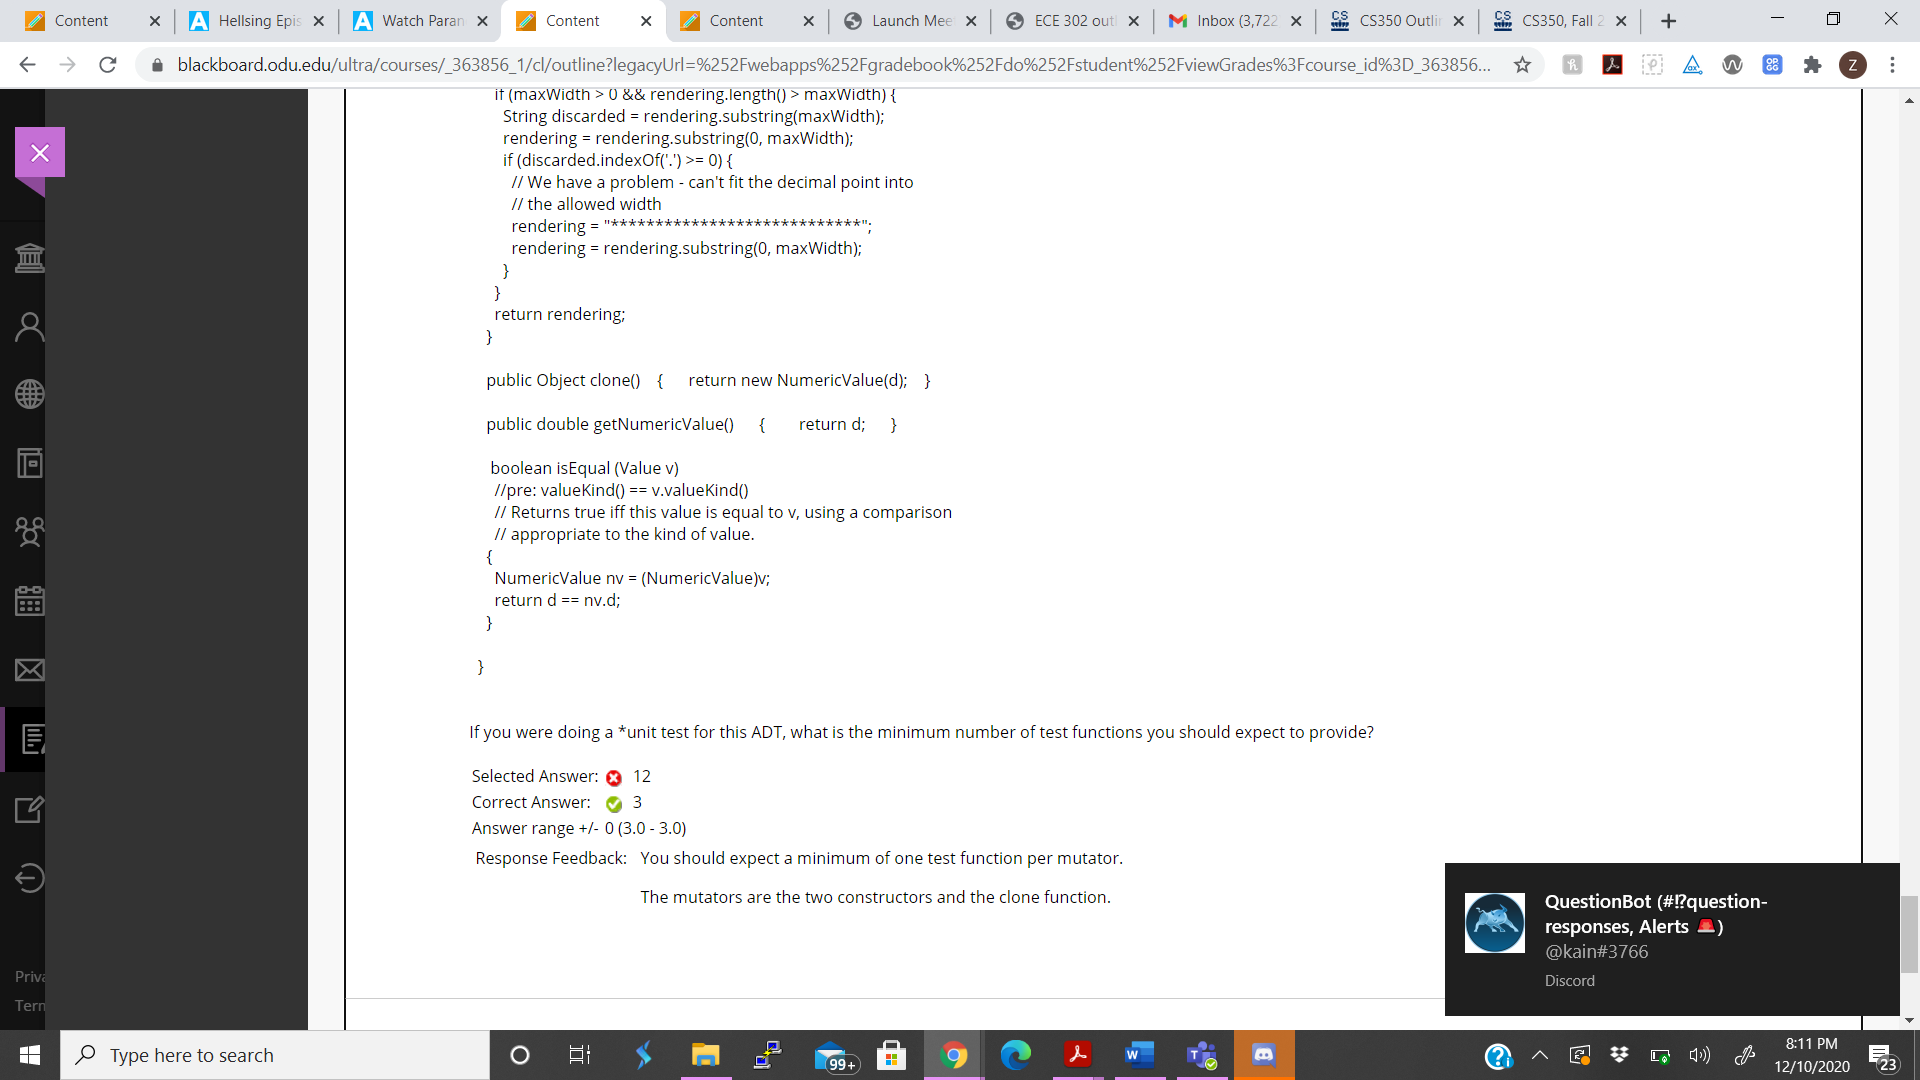 Content
Hellsing Epis
Watch Paran
Content
Content
Launch Mee
ECE 302 outl
Inbox (3,722
CS350 Outlin
CS350, Fall 2
blackboard.odu.edu/ultra/courses/_363856_1/cl/outline?legacyUrl=%252Fwebapps%252Fgradebook%252Fdo%252Fstudent%252FviewGrades%3Fcourse_id%3D_363856...
Z
if (maxWidth > 0 && rendering.length() > maxWidth) {
String discarded = rendering.substring(maxWidth);
rendering = rendering.substring(0, maxWidth);
if (discarded.indexOf('.') >= 0) {
// We have a problem - can't fit the decimal point into
// the allowed width
rendering = "****************************";
rendering = rendering.substring(0, maxWidth);
}
}
return rendering;
}
public Object clone() { return new NumericValue(d); }
public double getNumericValue() { return d; }
boolean isEqual (Value v)
//pre: valueKind() == v.valueKind()
// Returns true iff this value is equal to v, using a comparison
// appropriate to the kind of value.
{
NumericValue nv = (NumericValue)v;
return d == nv.d;
}
}
If you were doing a *unit test for this ADT, what is the minimum number of test functions you should expect to provide?
Selected Answer: 12
Correct Answer: 3
Answer range +/- 0 (3.0 - 3.0)
Response Feedback: You should expect a minimum of one test function per mutator.
The mutators are the two constructors and the clone function.
QuestionBot (#⁉question-
responses, Alerts 🚨)
@kain#3766
Discord
Priva
Term
Type here to search
99+
8:11 PM
12/10/2020
23